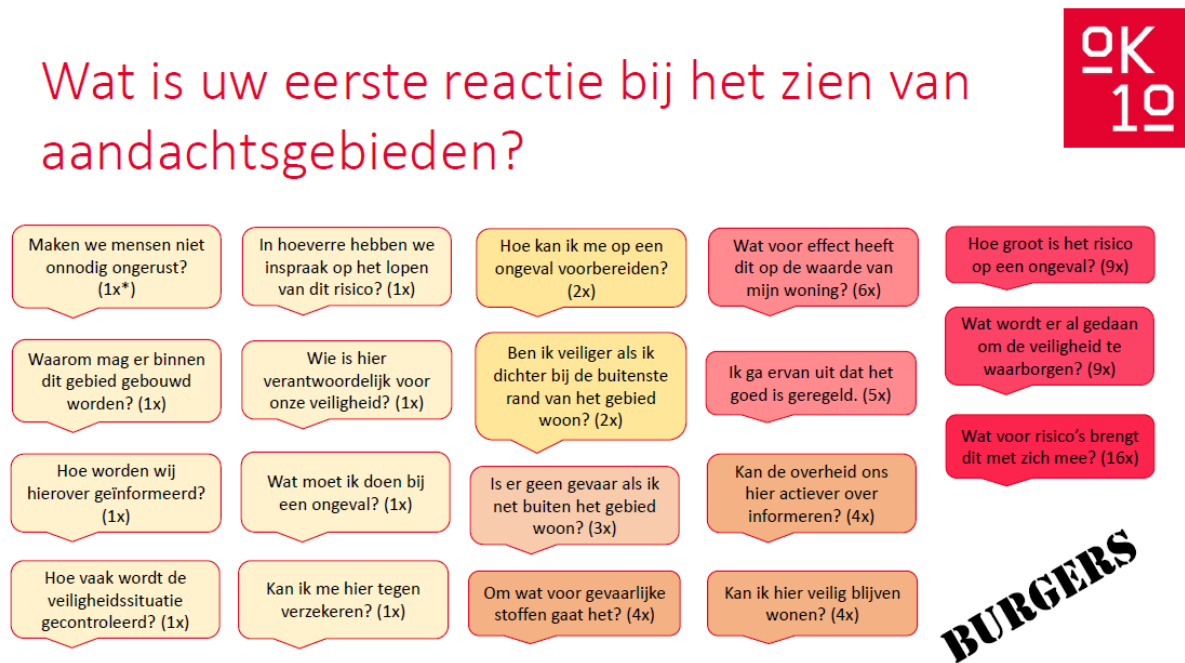 OK
10
Wat is uw eerste reactie bij het zien van
aandachtsgebieden?
Maken we mensen niet
onnodig ongerust?
(1x*)
Waarom mag er binnen
dit gebied gebouwd
worden? (1x)
Hoe worden wij
hierover geïnformeerd?
(1x)
Hoe vaak wordt de
veiligheidssituatie
gecontroleerd? (1x)
In hoeverre hebben we
inspraak op het lopen
van dit risico? (1x)
Wie is hier
verantwoordelijk voor
onze veiligheid? (1x)
Wat moet ik doen bij
een ongeval? (1x)
Kan ik me hier tegen
verzekeren? (1x)
Hoe kan ik me op een
ongeval voorbereiden?
(2x)
Ben ik veiliger als ik
dichter bij de buitenste
rand van het gebied
woon? (2x)
Is er geen gevaar als ik
net buiten het gebied
woon? (3x)
Om wat voor gevaarlijke
stoffen gaat het? (4x)
Wat voor effect heeft
dit op de waarde van
mijn woning? (6x)
Ik ga ervan uit dat het
goed is geregeld. (5x)
Kan de overheid ons
hier actiever over
informeren? (4x)
Kan ik hier veilig blijven
wonen? (4x)
Hoe groot is het risico
op een ongeval? (9x)
Wat wordt er al gedaan
om de veiligheid te
waarborgen? (9x)
Wat voor risico's brengt
dit met zich mee? (16x)
BURGERS